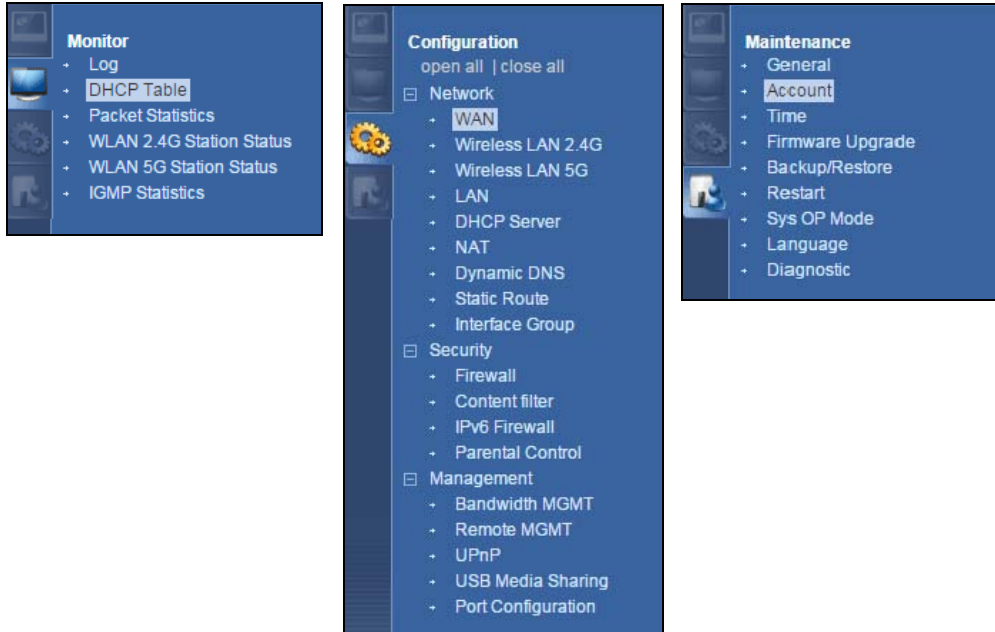 Monitor
Log
DHCP Table
Packet Statistics
WLAN 2.4G Station Status
WLAN 5G Station Status
IGMP Statistics
Configuration
open all | close all
Network
WAN
Wireless LAN 2.4G
Wireless LAN 5G
LAN
DHCP Server
NAT
Dynamic DNS
Static Route
Interface Group
Security
Firewall
Content filter
IPv6 Firewall
Parental Control
Management
Bandwidth MGMT
Remote MGMT
UPnP
USB Media Sharing
Port Configuration
Maintenance
General
Account
Time
Firmware Upgrade
Backup/Restore
Restart
Sys OP Mode
Language
Diagnostic